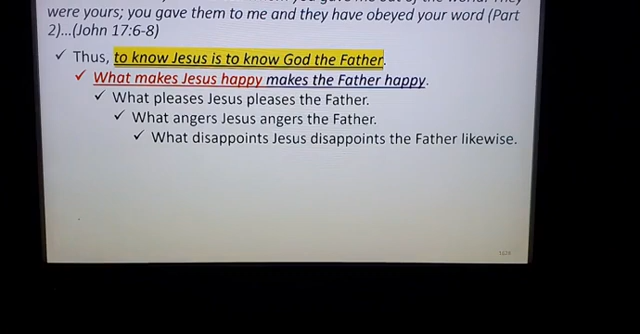 were yours; you gave them to me and they have obeyed your word (Part
2)...(John 17:6-8)
✓ Thus, to know Jesus is to know God the Father.
✓ What makes Jesus happy makes the Father happy.
✓ What pleases Jesus pleases the Father.
✓ What angers Jesus angers the Father.
✓ What disappoints Jesus disappoints the Father likewise.